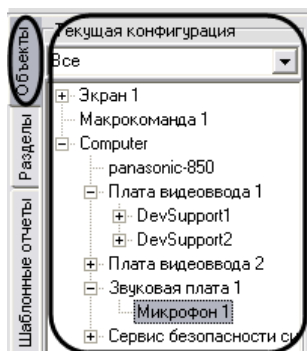 Текущая конфигурация
Все
Экран 1
Макрокоманда 1
Computer
panasonic-850
Плата видеоввода 1
DevSupport1
DevSupport2
Плата видеоввода 2
Звуковая плата 1
Микрофон 1
Сервис безопасности си
Объекты
Разделы
Шаблонные отчеты